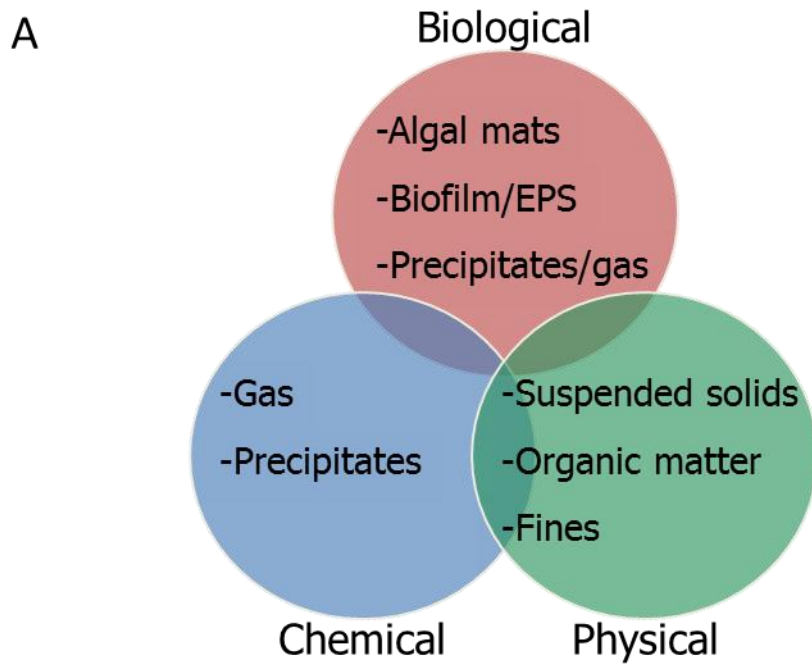 A
Biological
-Algal mats
-Biofilm/EPS
-Precipitates/gas
-Gas
-Precipitates
-Suspended solids
-Organic matter
-Fines
Chemical
Physical